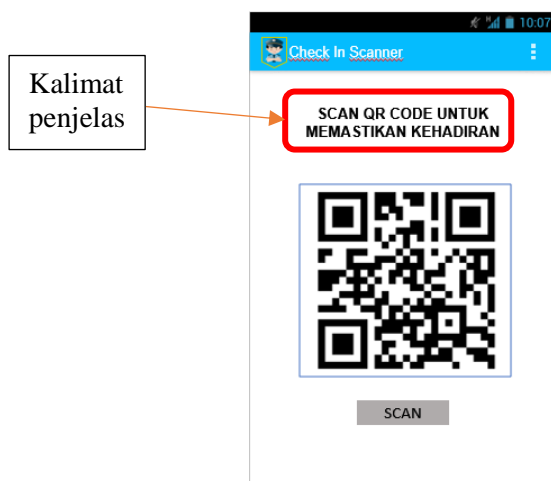 10:07
Check In Scanner
Kalimat
penjelas
SCAN QR CODE UNTUK
MEMASTIKAN KEHADIRAN
SCAN